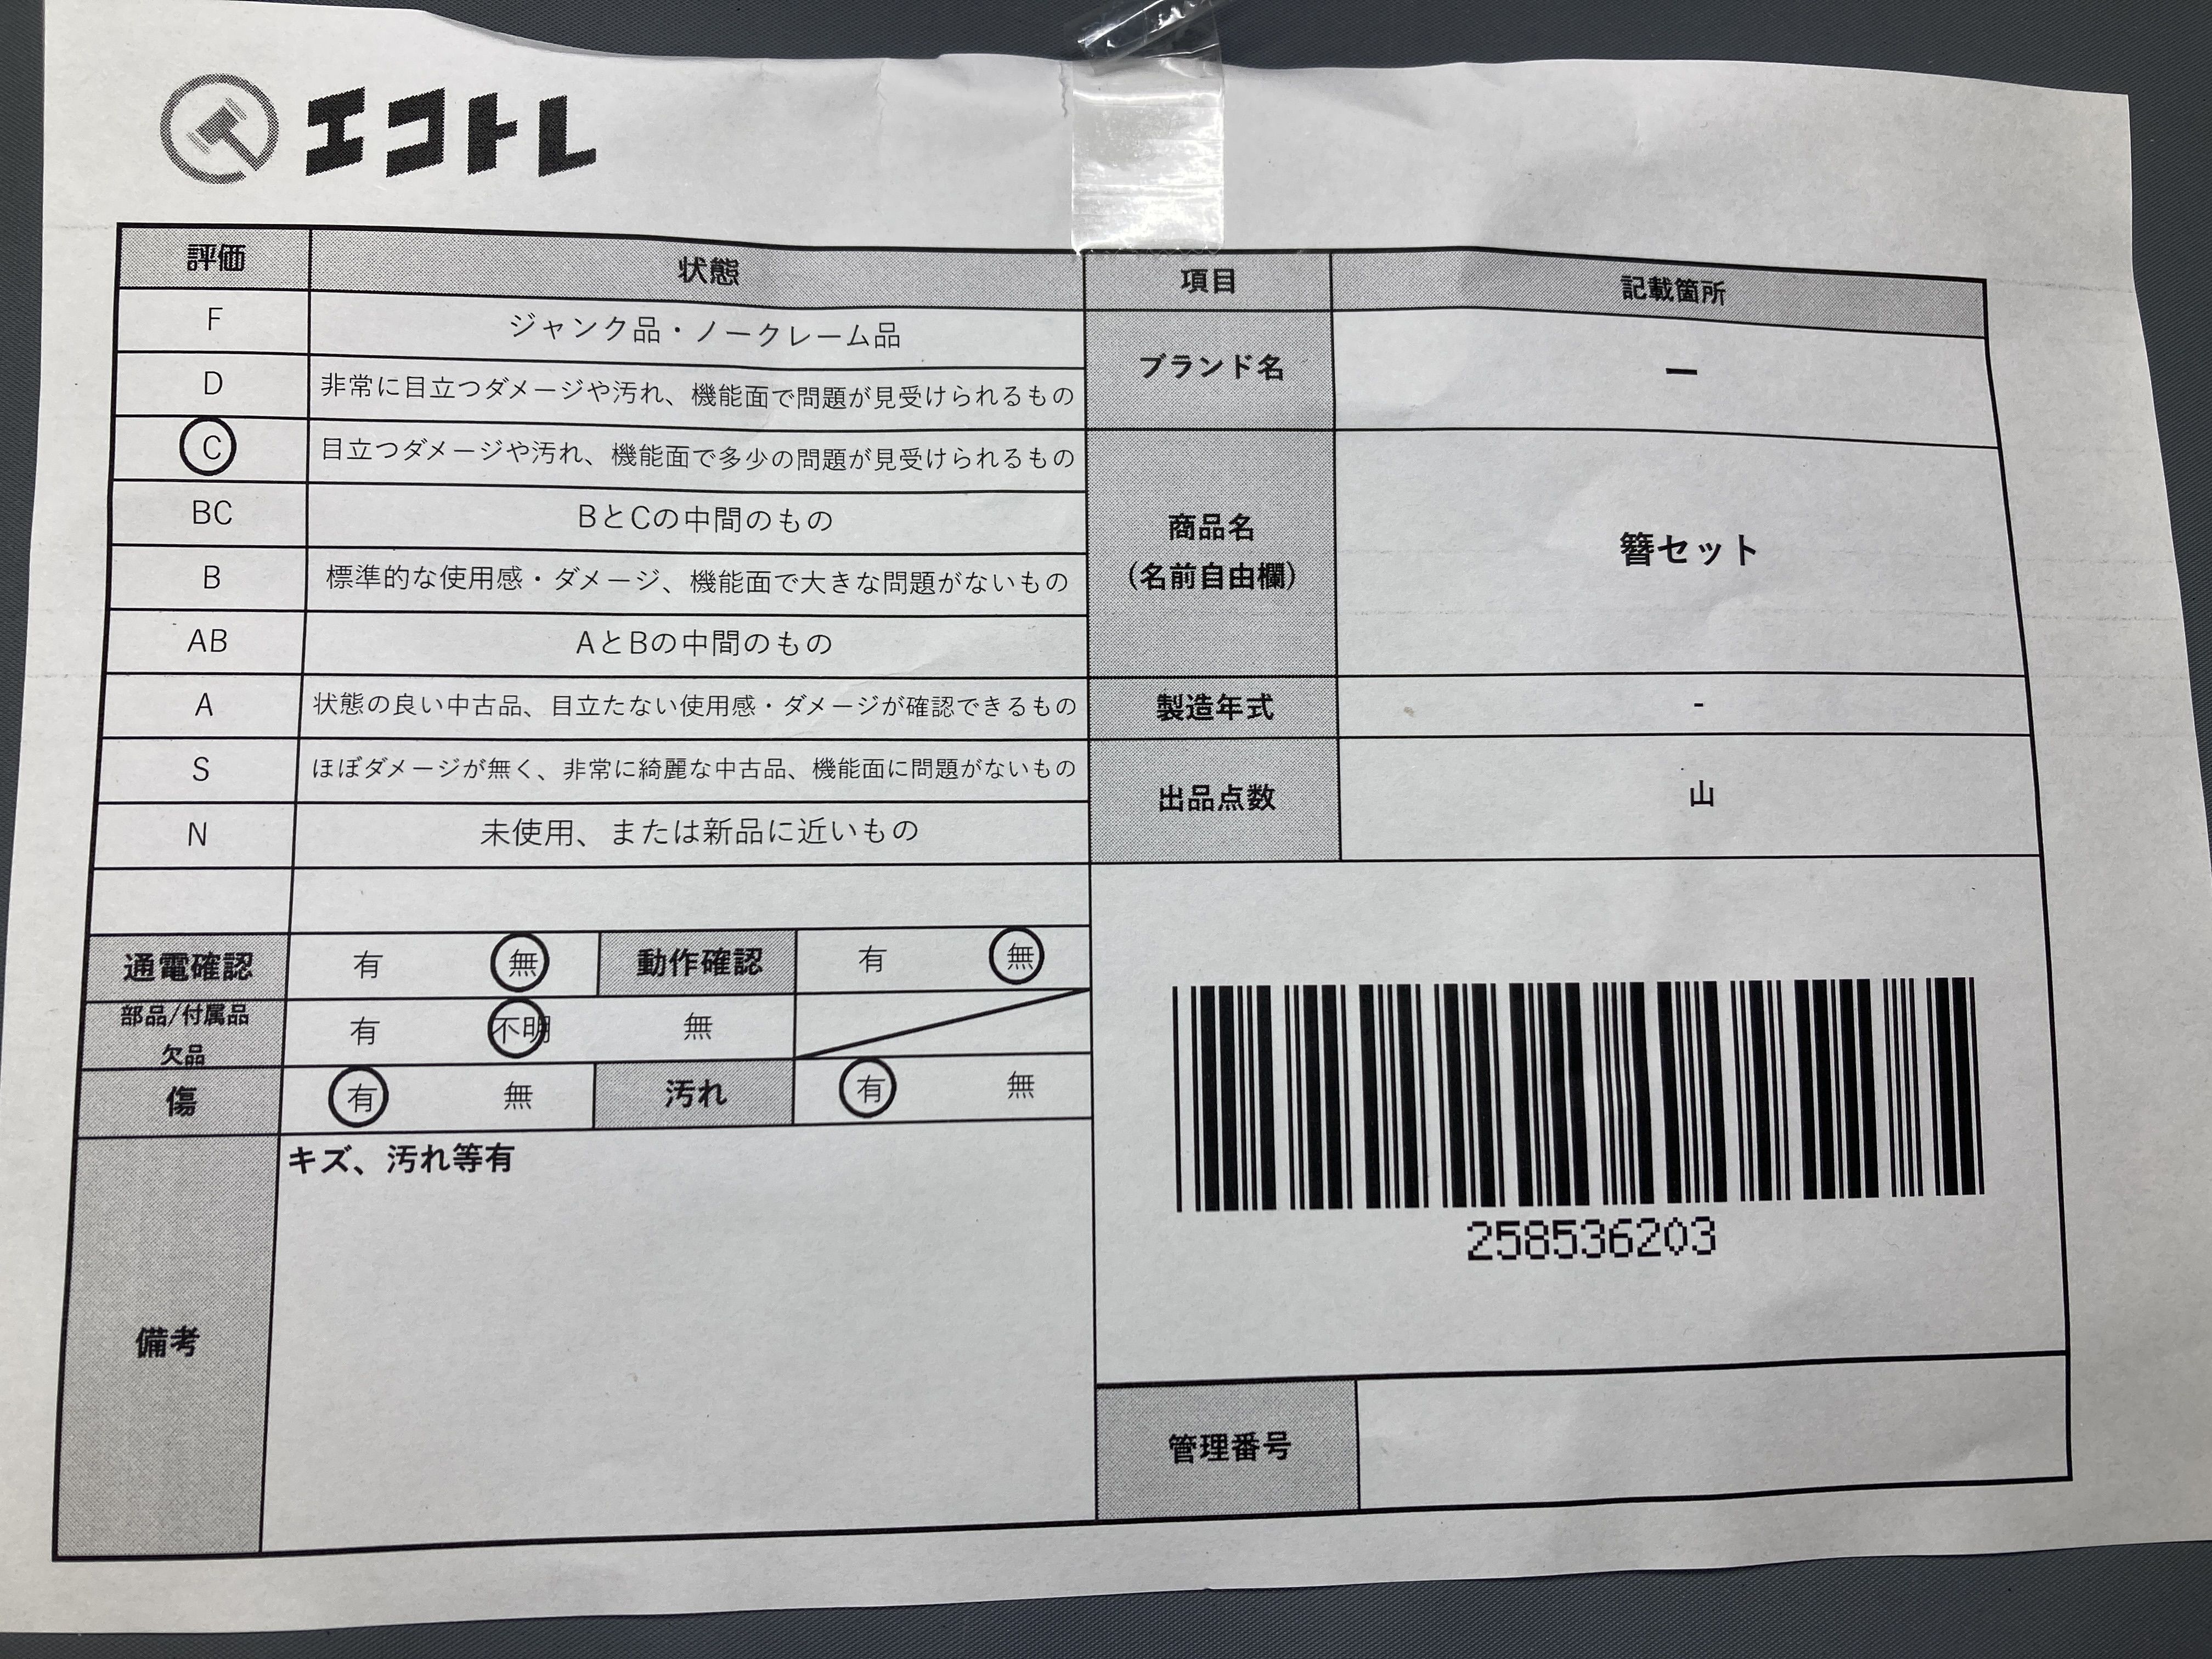 エコトレ
評価 状態 項目 記載箇所
F ジャンク品・ノークレーム品
D 非常に目立つダメージや汚れ、機能面で問題が見受けられるもの
ブランド名 ー
C 目立つダメージや汚れ、機能面で多少の問題が見受けられるもの
BC BとCの中間のもの
商品名
(名前自由欄)
簪セット
B 標準的な使用感・ダメージ、機能面で大きな問題がないもの
AB AとBの中間のもの
A 状態の良い中古品、目立たない使用感・ダメージが確認できるもの
製造年式 -
S ほぼダメージが無く、非常に綺麗な中古品、機能面に問題がないもの
出品点数 山
N 未使用、または新品に近いもの
通電確認 有 無 動作確認 有 無
部品/付属品
欠品
有 不明 無
傷 有 無 汚れ 有 無
備考
キズ、汚れ等有
258536203
管理番号